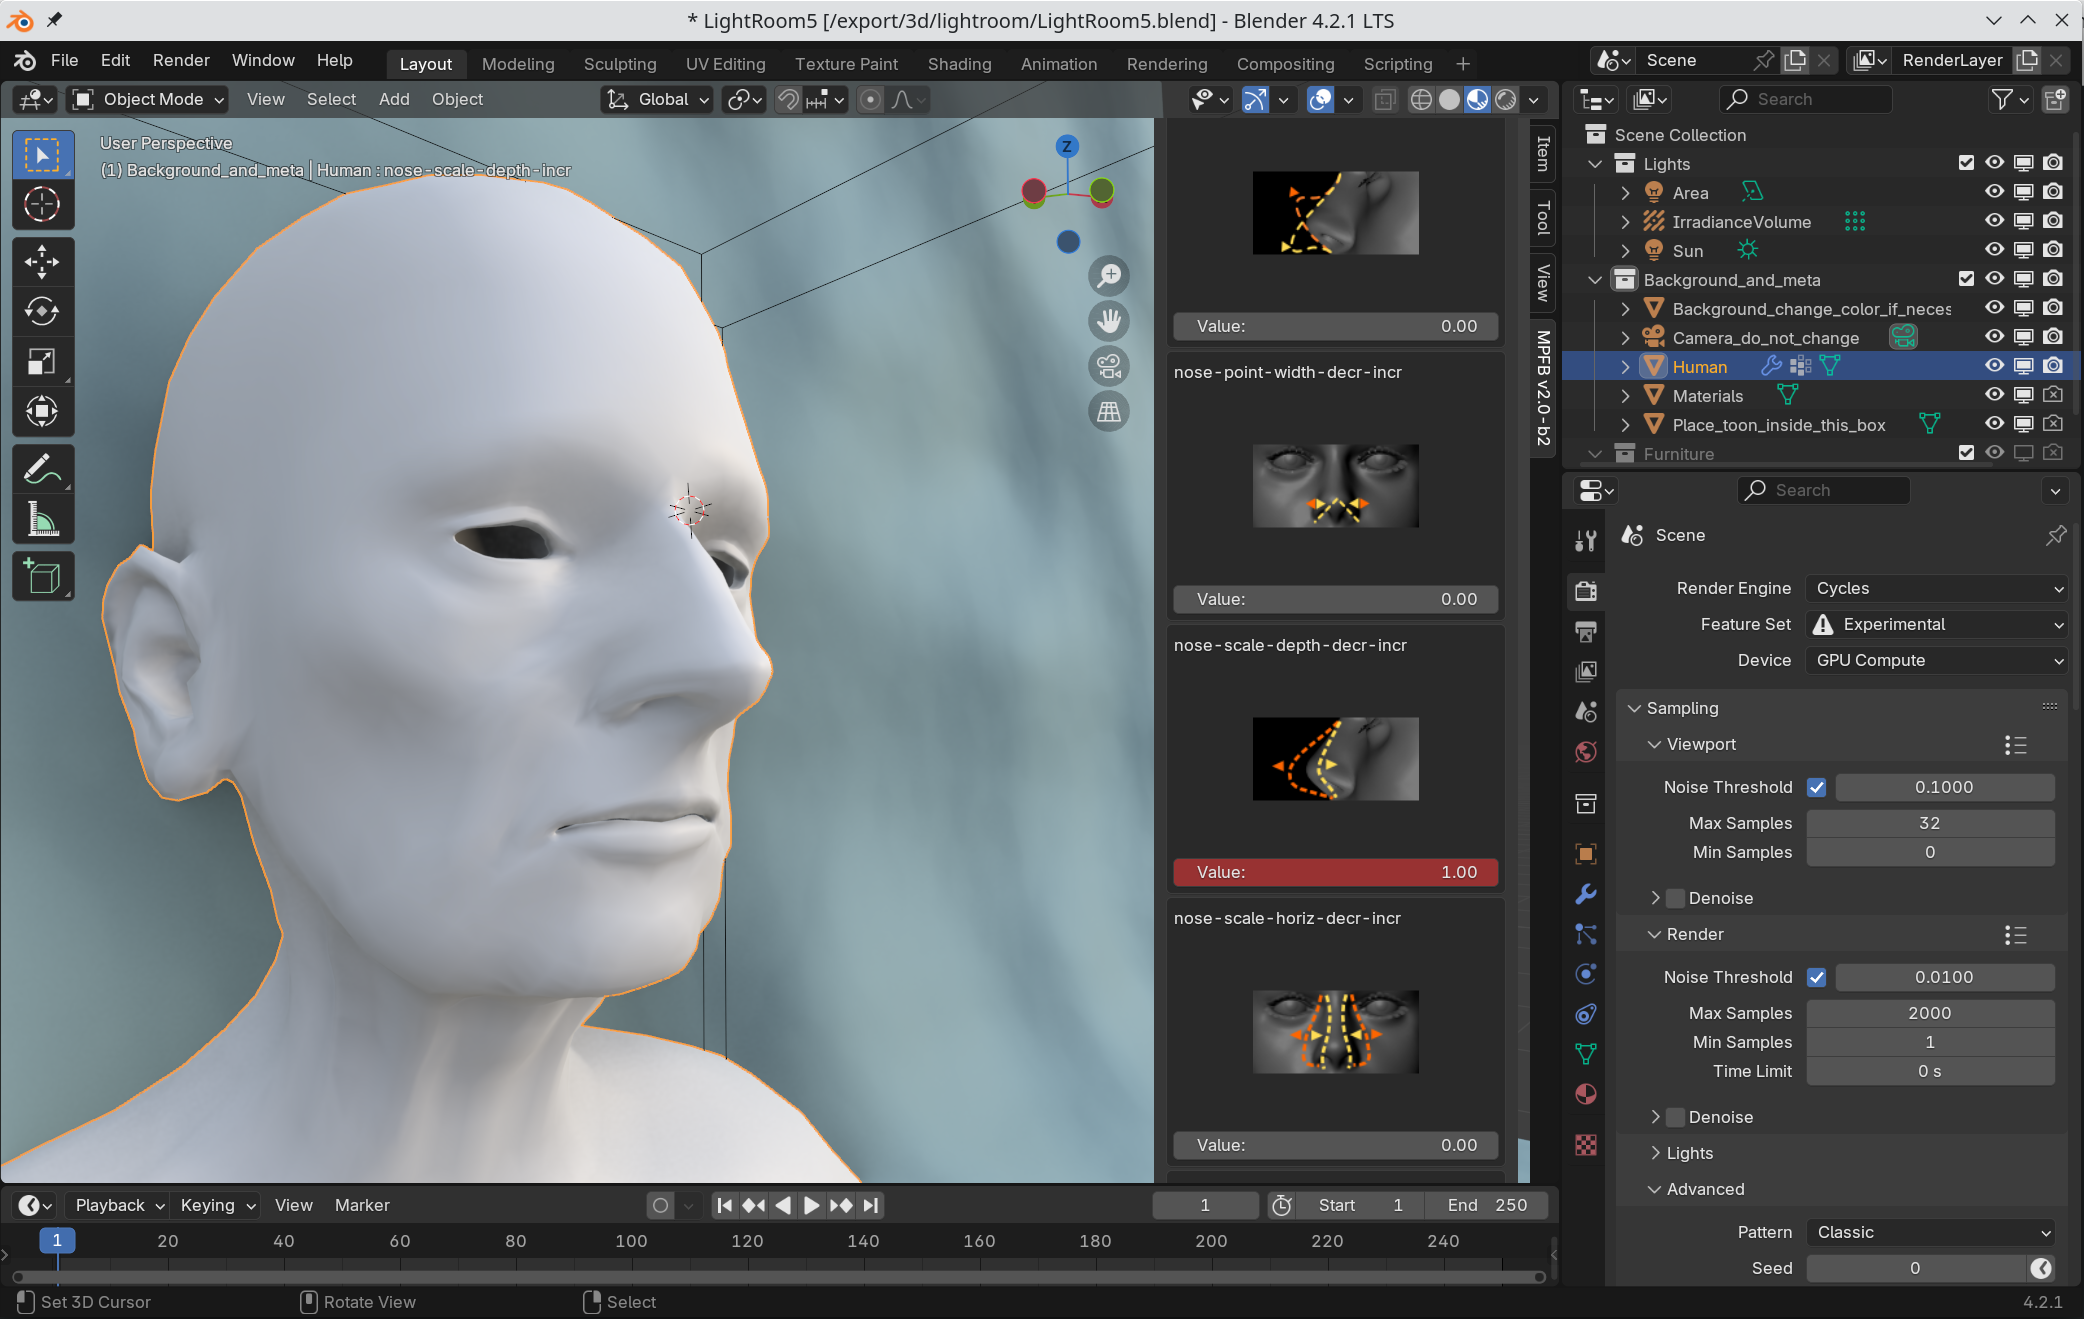 * LightRoom5 [/export/3d/lightroom/LightRoom5.blend] - Blender 4.2.1 LTS
File Edit Render Window Help Layout Modeling Sculpting UV Editing Texture Paint Shading Animation Rendering Compositing Scripting + Scene RenderLayer
Object Mode View Select Add Object Global Search
User Perspective
(1) Background_and_meta | Human : nose-scale-depth-incr
Z
Value: 0.00
nose-point-width-decr-incr
Value: 0.00
nose-scale-depth-decr-incr
Value: 1.00
nose-scale-horiz-decr-incr
Value: 0.00
Item
Tool
View
MPFB v2.0-b2
Scene Collection
Lights
Area
IrradianceVolume
Sun
Background_and_meta
Background_change_color_if_neces
Camera_do_not_change
Human
Materials
Place_toon_inside_this_box
Furniture
Search
Scene
Render Engine Cycles
Feature Set Experimental
Device GPU Compute
Sampling
Viewport
Noise Threshold 0.1000
Max Samples 32
Min Samples 0
Denoise
Render
Noise Threshold 0.0100
Max Samples 2000
Min Samples 1
Time Limit 0 s
Denoise
Lights
Advanced
Pattern Classic
Seed 0
Playback Keying View Marker 1 Start 1 End 250
1 20 40 60 80 100 120 140 160 180 200 220 240
Set 3D Cursor Rotate View Select 4.2.1